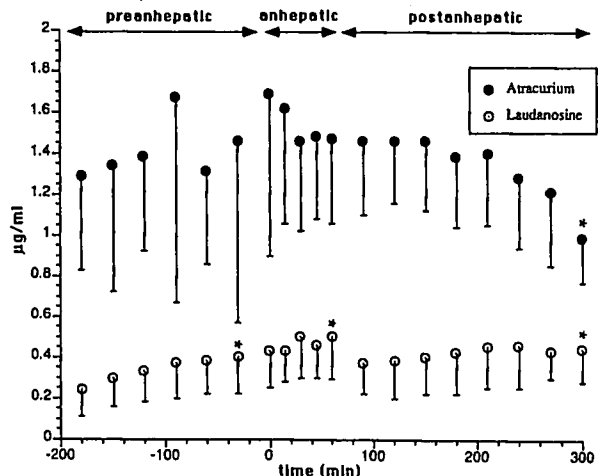 preanhepatic anhepatic postanhepatic
2
1.8
1.6
1.4
1.2
1
0.8
0.6
0.4
0.2
0
µg/ml
Atracurium
Laudanosine
*
*
*
*
-200 -100 0 100 200 300
time (min)